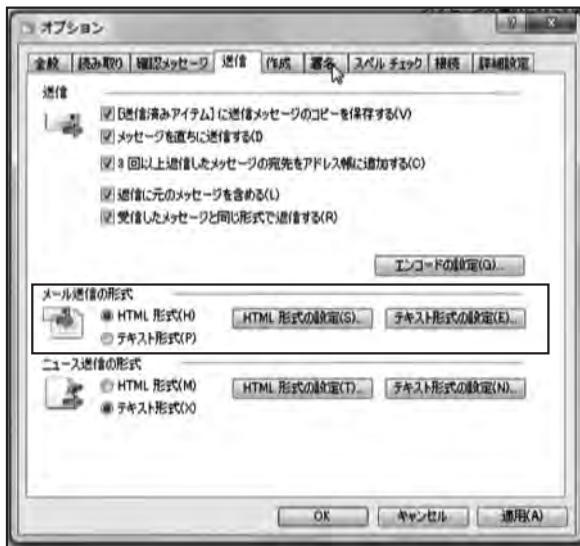 オプション
全般 読み取り 確認メッセージ 送信 作成 署名 スペル チェック 接続 詳細設定
送信
[送信済みアイテム]に送信メッセージのコピーを保存する(V)
メッセージを直ちに送信する(I)
3 回以上返信したメッセージの宛先をアドレス帳に追加する(C)
返信に元のメッセージを含める(L)
受信したメッセージと同じ形式で返信する(R)
エンコードの設定(G)...
メール送信の形式
HTML 形式(H) HTML 形式の設定(S)... テキスト形式の設定(E)...
テキスト形式(P)
ニュース送信の形式
HTML 形式(M) HTML 形式の設定(T)... テキスト形式の設定(N)...
テキスト形式(X)
OK キャンセル 適用(A)